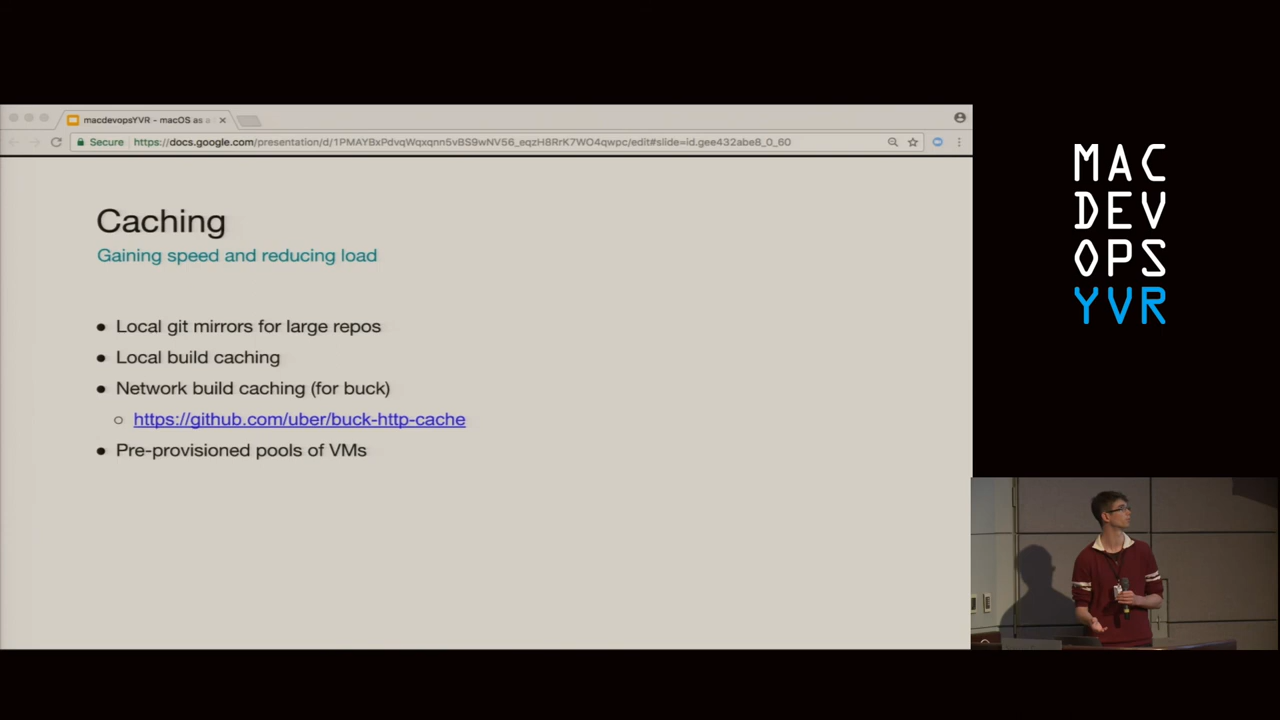 macdevopsYVR - macOS as a
Secure https://docs.google.com/presentation/d/1PMAYBxPdvqWqxqnn5vBS9wNV56_eqzH8RrK7WO4qwpc/edit#slide=id.gee432abe8_0_60
Caching
Gaining speed and reducing load
Local git mirrors for large repos
Local build caching
Network build caching (for buck)
https://github.com/uber/buck-http-cache
Pre-provisioned pools of VMs
MAC
DEV
OPS
YVR